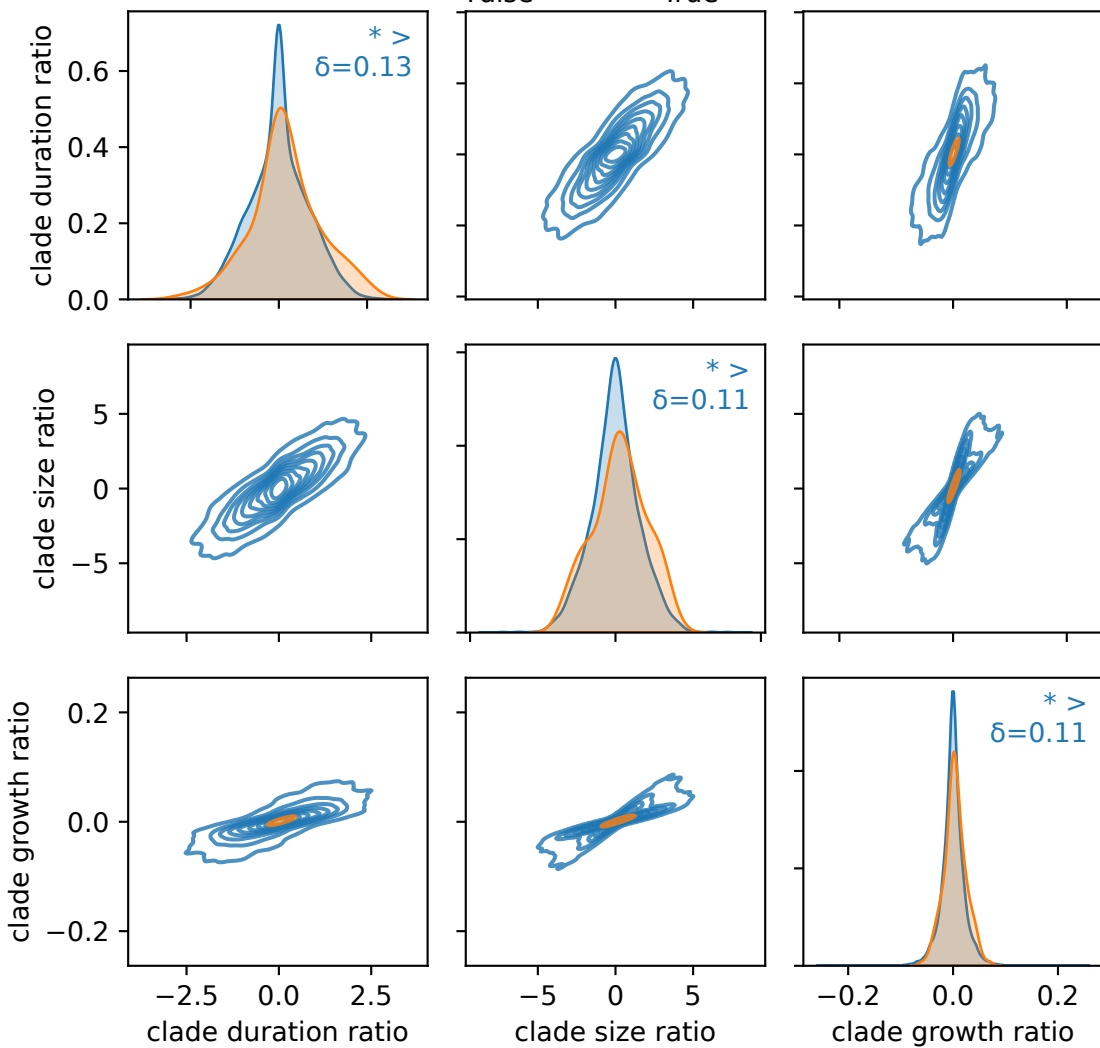 clade duration ratio
0.6
0.4
0.2
0.0
* >
δ=0.13
clade size ratio
5
0
−5
* >
δ=0.11
clade growth ratio
0.2
0.0
−0.2
* >
δ=0.11
−2.5 0.0 2.5
−5 0 5
−0.2 0.0 0.2
clade duration ratio
clade size ratio
clade growth ratio